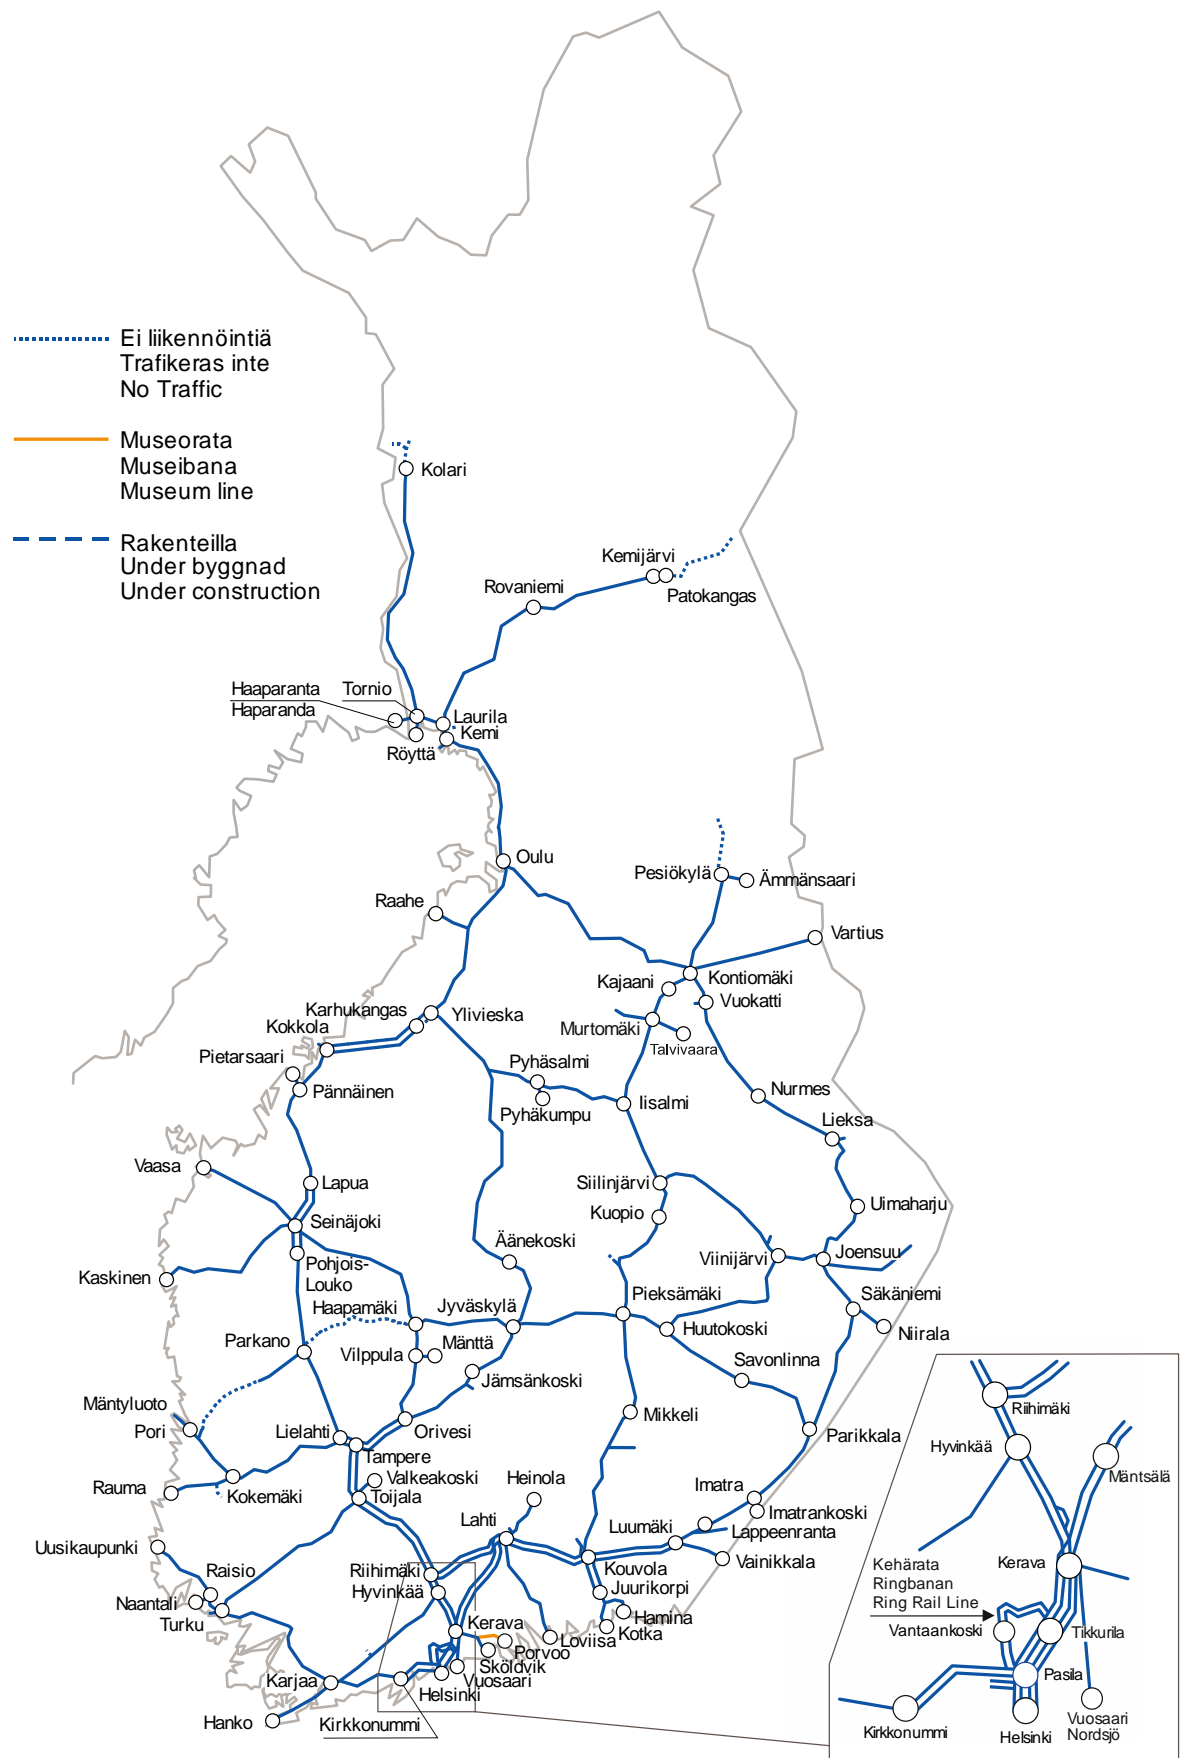 Ei liikennöintiä
Trafikeras inte
No Traffic
Museorata
Museibana
Museum line
Rakenteilla
Under byggnad
Under construction
Kolari
Kemijärvi
Patokangas
Rovaniemi
Haaparanta
Haparanda
Tornio
Laurila
Kemi
Röyttä
Oulu
Raahe
Pesiökylä
Ämmänsaari
Vartius
Kontiomäki
Kajaani
Vuokatti
Karhukangas
Ylivieska
Kokkola
Murtomäki
Talvivaara
Pietarsaari
Pännäinen
Pyhäsalmi
Pyhäkumpu
Iisalmi
Nurmes
Lieksa
Vaasa
Lapua
Siilinjärvi
Kuopio
Uimaharju
Seinäjoki
Pohjois-
Louko
Äänekoski
Viinijärvi
Joensuu
Kaskinen
Haapamäki
Jyväskylä
Pieksämäki
Säkäniemi
Huutokoski
Niirala
Parkano
Vilppula
Mänttä
Jämsänkoski
Savonlinna
Mäntyluoto
Pori
Lielahti
Orivesi
Mikkeli
Parikkala
Tampere
Valkeakoski
Toijala
Heinola
Rauma
Kokemäki
Imatra
Imatrankoski
Lahti
Luumäki
Lappeenranta
Vainikkala
Uusikaupunki
Raisio
Riihimäki
Hyvinkää
Kouvola
Juurikorpi
Naantali
Turku
Kerava
Porvoo
Sköldvik
Loviisa
Hamina
Kotka
Vuosaari
Karjaa
Helsinki
Hanko
Kirkkonummi
Riihimäki
Hyvinkää
Mäntsälä
Kerava
Kehärata
Ringbanan
Ring Rail Line
Vantaankoski
Tikkurila
Pasila
Kirkkonummi
Helsinki
Vuosaari
Nordsjö